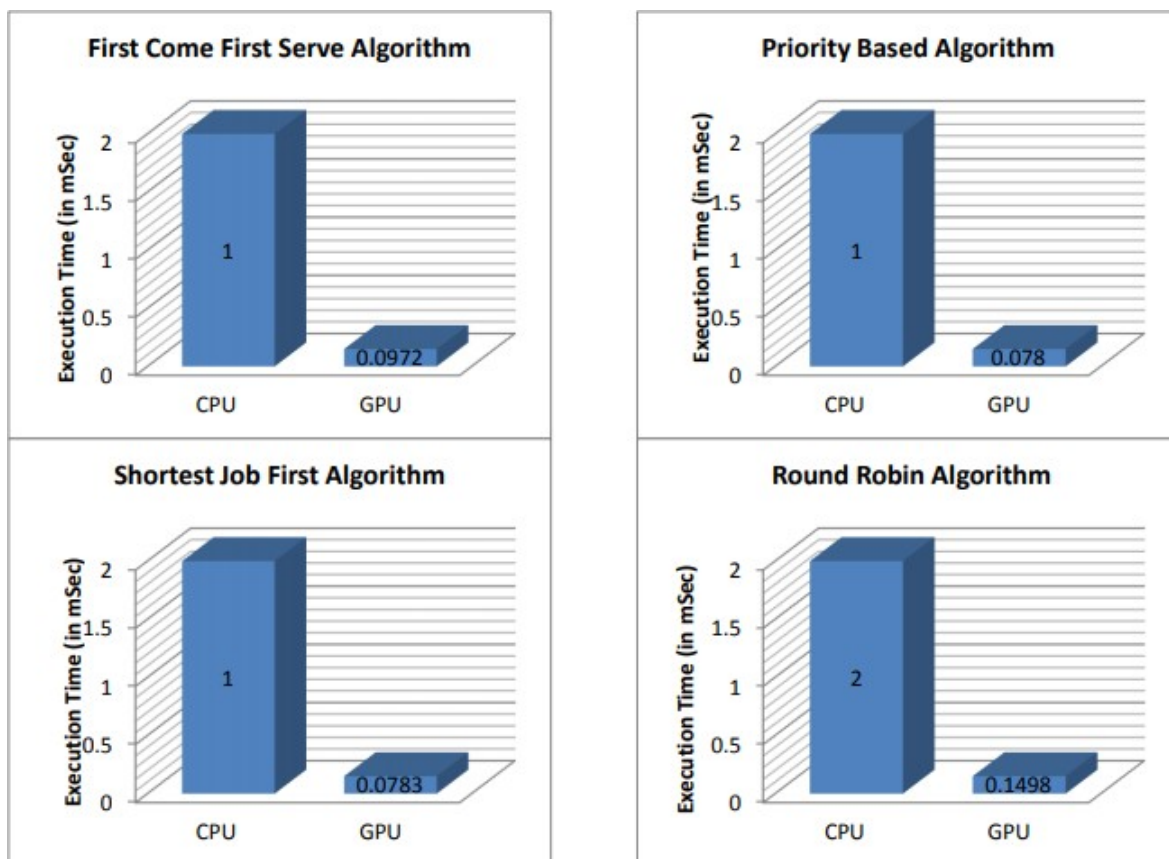 First Come First Serve Algorithm
Execution Time (in mSec)
2
1.5
1
0.5
0
1
0.0972
CPU GPU
Priority Based Algorithm
Execution Time (in mSec)
2
1.5
1
0.5
0
1
0.078
CPU GPU
Shortest Job First Algorithm
Execution Time (in mSec)
2
1.5
1
0.5
0
1
0.0783
CPU GPU
Round Robin Algorithm
Execution Time (in mSec)
2
1.5
1
0.5
0
2
0.1498
CPU GPU